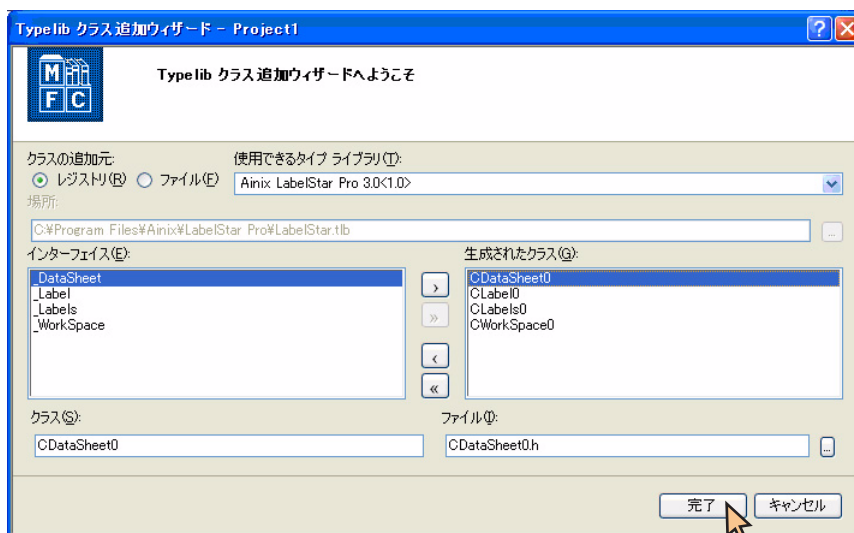 Typelib クラス追加ウィザード - Project1
MFC
Typelib クラス追加ウィザードへようこそ
クラスの追加元:
レジストリ(R) ファイル(F)
使用できるタイプ ライブラリ(T):
Ainix LabelStar Pro 3.0<1.0>
場所:
C:¥Program Files¥Ainix¥LabelStar Pro¥LabelStar.tlb
...
インターフェイス(E):
_DataSheet
_Label
_Labels
_WorkSpace
>
»
<
«
生成されたクラス(G):
CDataSheet0
CLabel0
CLabels0
CWorkSpace0
クラス(S):
CDataSheet0
ファイル(I):
CDataSheet0.h
...
完了 キャンセル